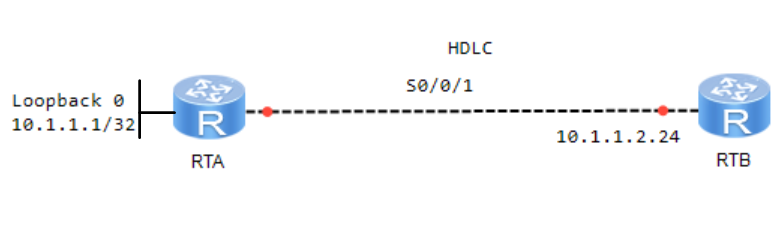 HDLC
S0/0/1
Loopback 0
10.1.1.1/32
R
R
10.1.1.2.24
RTA
RTB